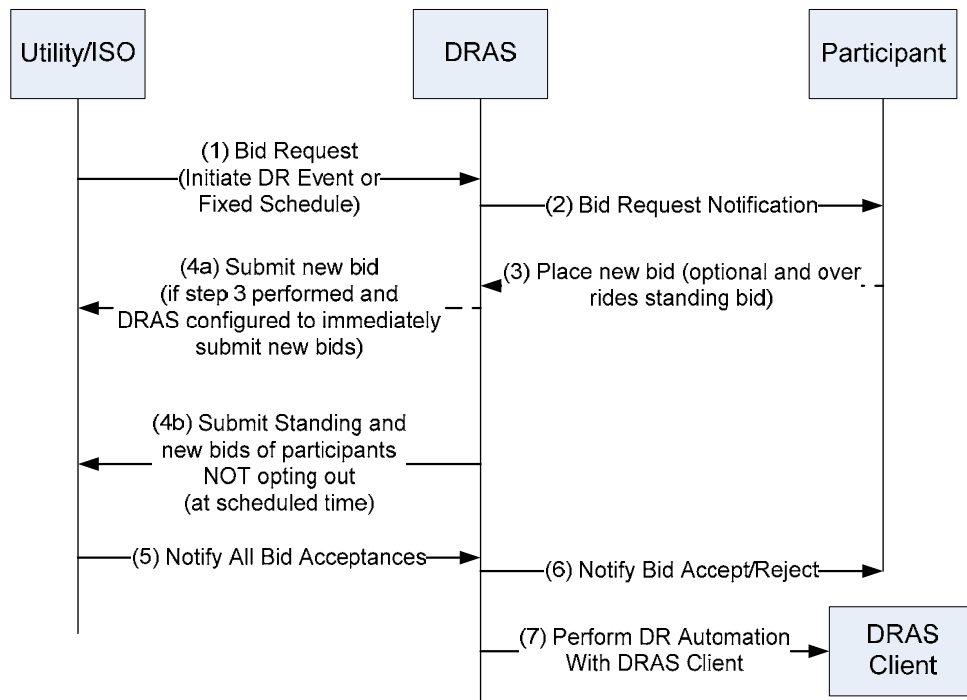 Utility/ISO
DRAS
Participant
(1) Bid Request
(Initiate DR Event or
Fixed Schedule)
(2) Bid Request Notification
(3) Place new bid (optional and over
rides standing bid)
(4a) Submit new bid
(if step 3 performed and
DRAS configured to immediately
submit new bids)
(4b) Submit Standing and
new bids of participants
NOT opting out
(at scheduled time)
(5) Notify All Bid Acceptances
(6) Notify Bid Accept/Reject
(7) Perform DR Automation
With DRAS Client
DRAS
Client